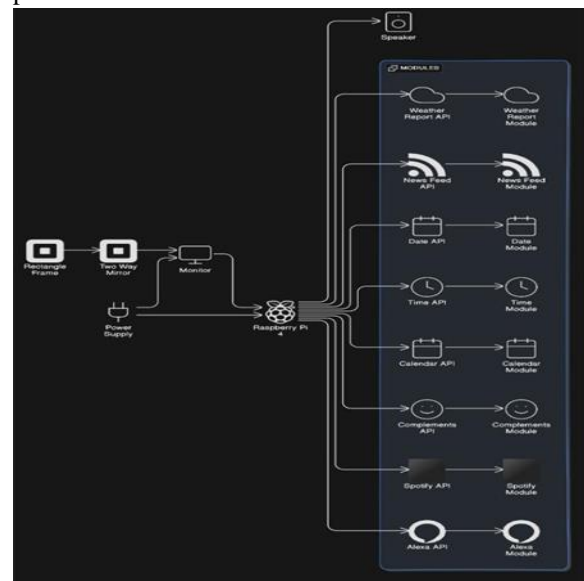 Speaker
MODULES
Weather
Report API
Weather
Report
Module
News Feed
API
News Feed
Module
Date API
Date
Module
Rectangle
Frame
Two Way
Mirror
Monitor
Time API
Time
Module
Power
Supply
Raspberry Pi
4
Calendar API
Calendar
Module
Complements
API
Complements
Module
Spotify API
Spotify
Module
Alexa API
Alexa
Module